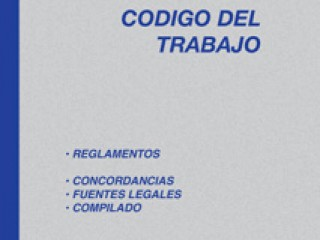 CODIGO DEL
TRABAJO
· REGLAMENTOS
· CONCORDANCIAS
· FUENTES LEGALES
· COMPILADO